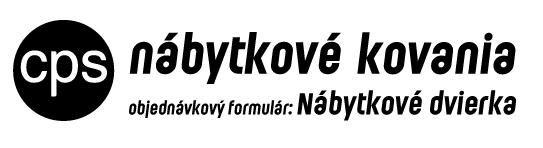 cps
nábytkové kovania
objednávkový formulár: Nábytkové dvierka